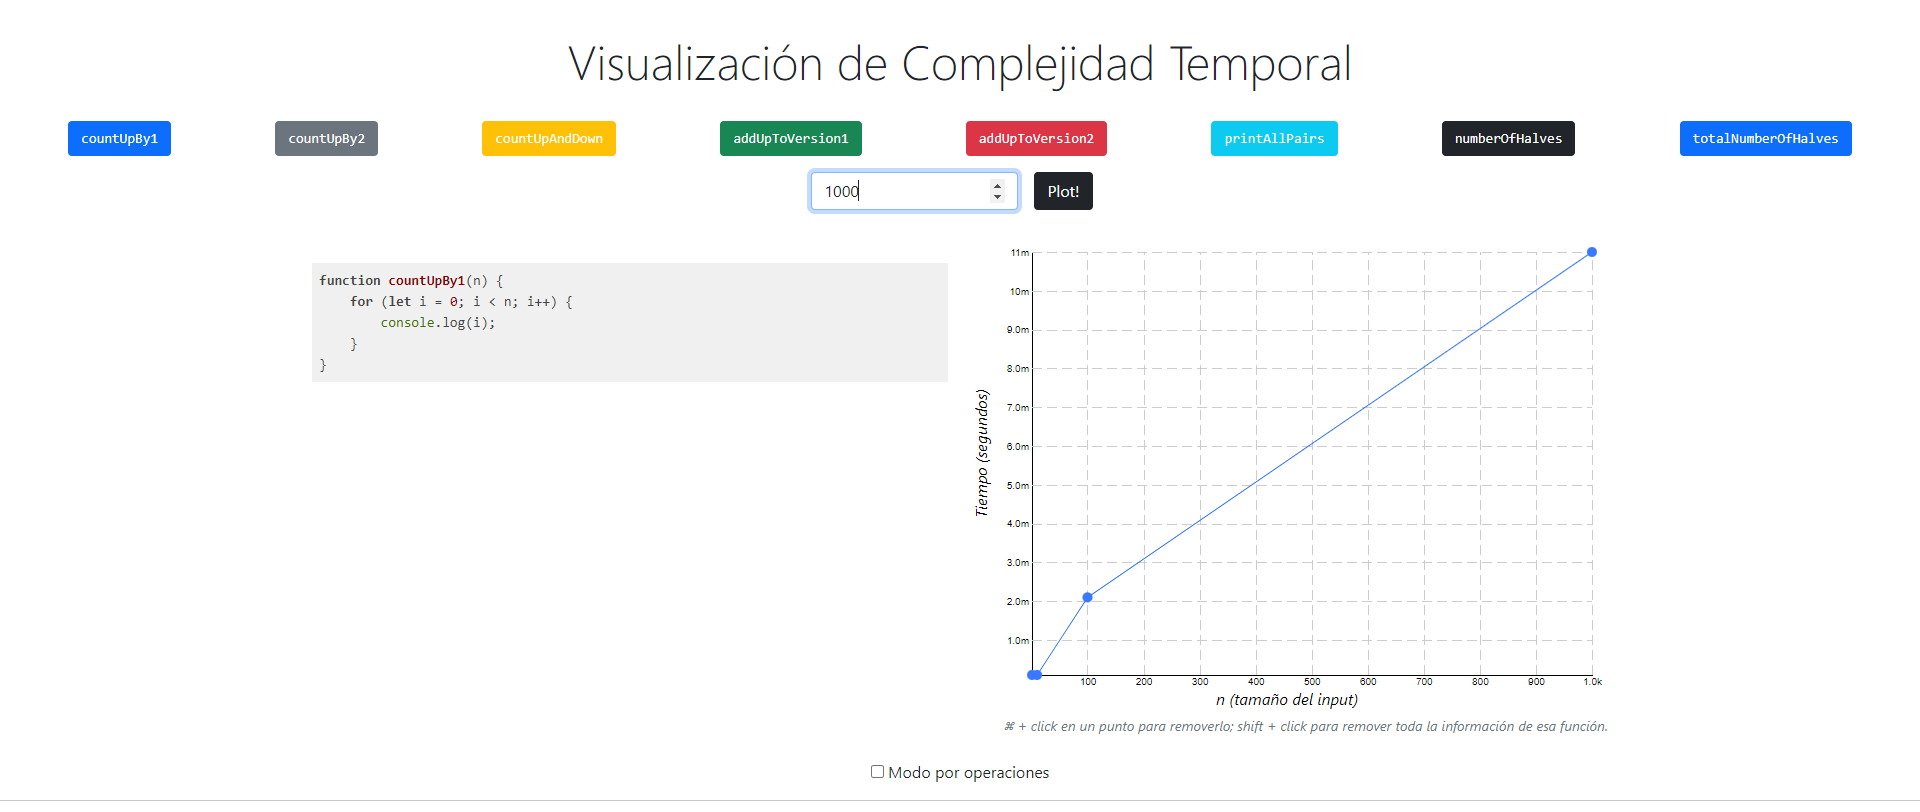 Visualización de Complejidad Temporal
countUpBy1 countUpBy2 countUpAndDown addUpToVersion1 addUpToVersion2 printAllPairs numberOfHalves totalNumberOfHalves
1000 Plot!
function countUpBy1(n) {
    for (let i = 0; i < n; i++) {
        console.log(i);
    }
}
Tiempo (segundos)
11m
10m
9.0m
8.0m
7.0m
6.0m
5.0m
4.0m
3.0m
2.0m
1.0m
100 200 300 400 500 600 700 800 900 1.0k
n (tamaño del input)
⌘ + click en un punto para removerlo; shift + click para remover toda la información de esa función.
Modo por operaciones